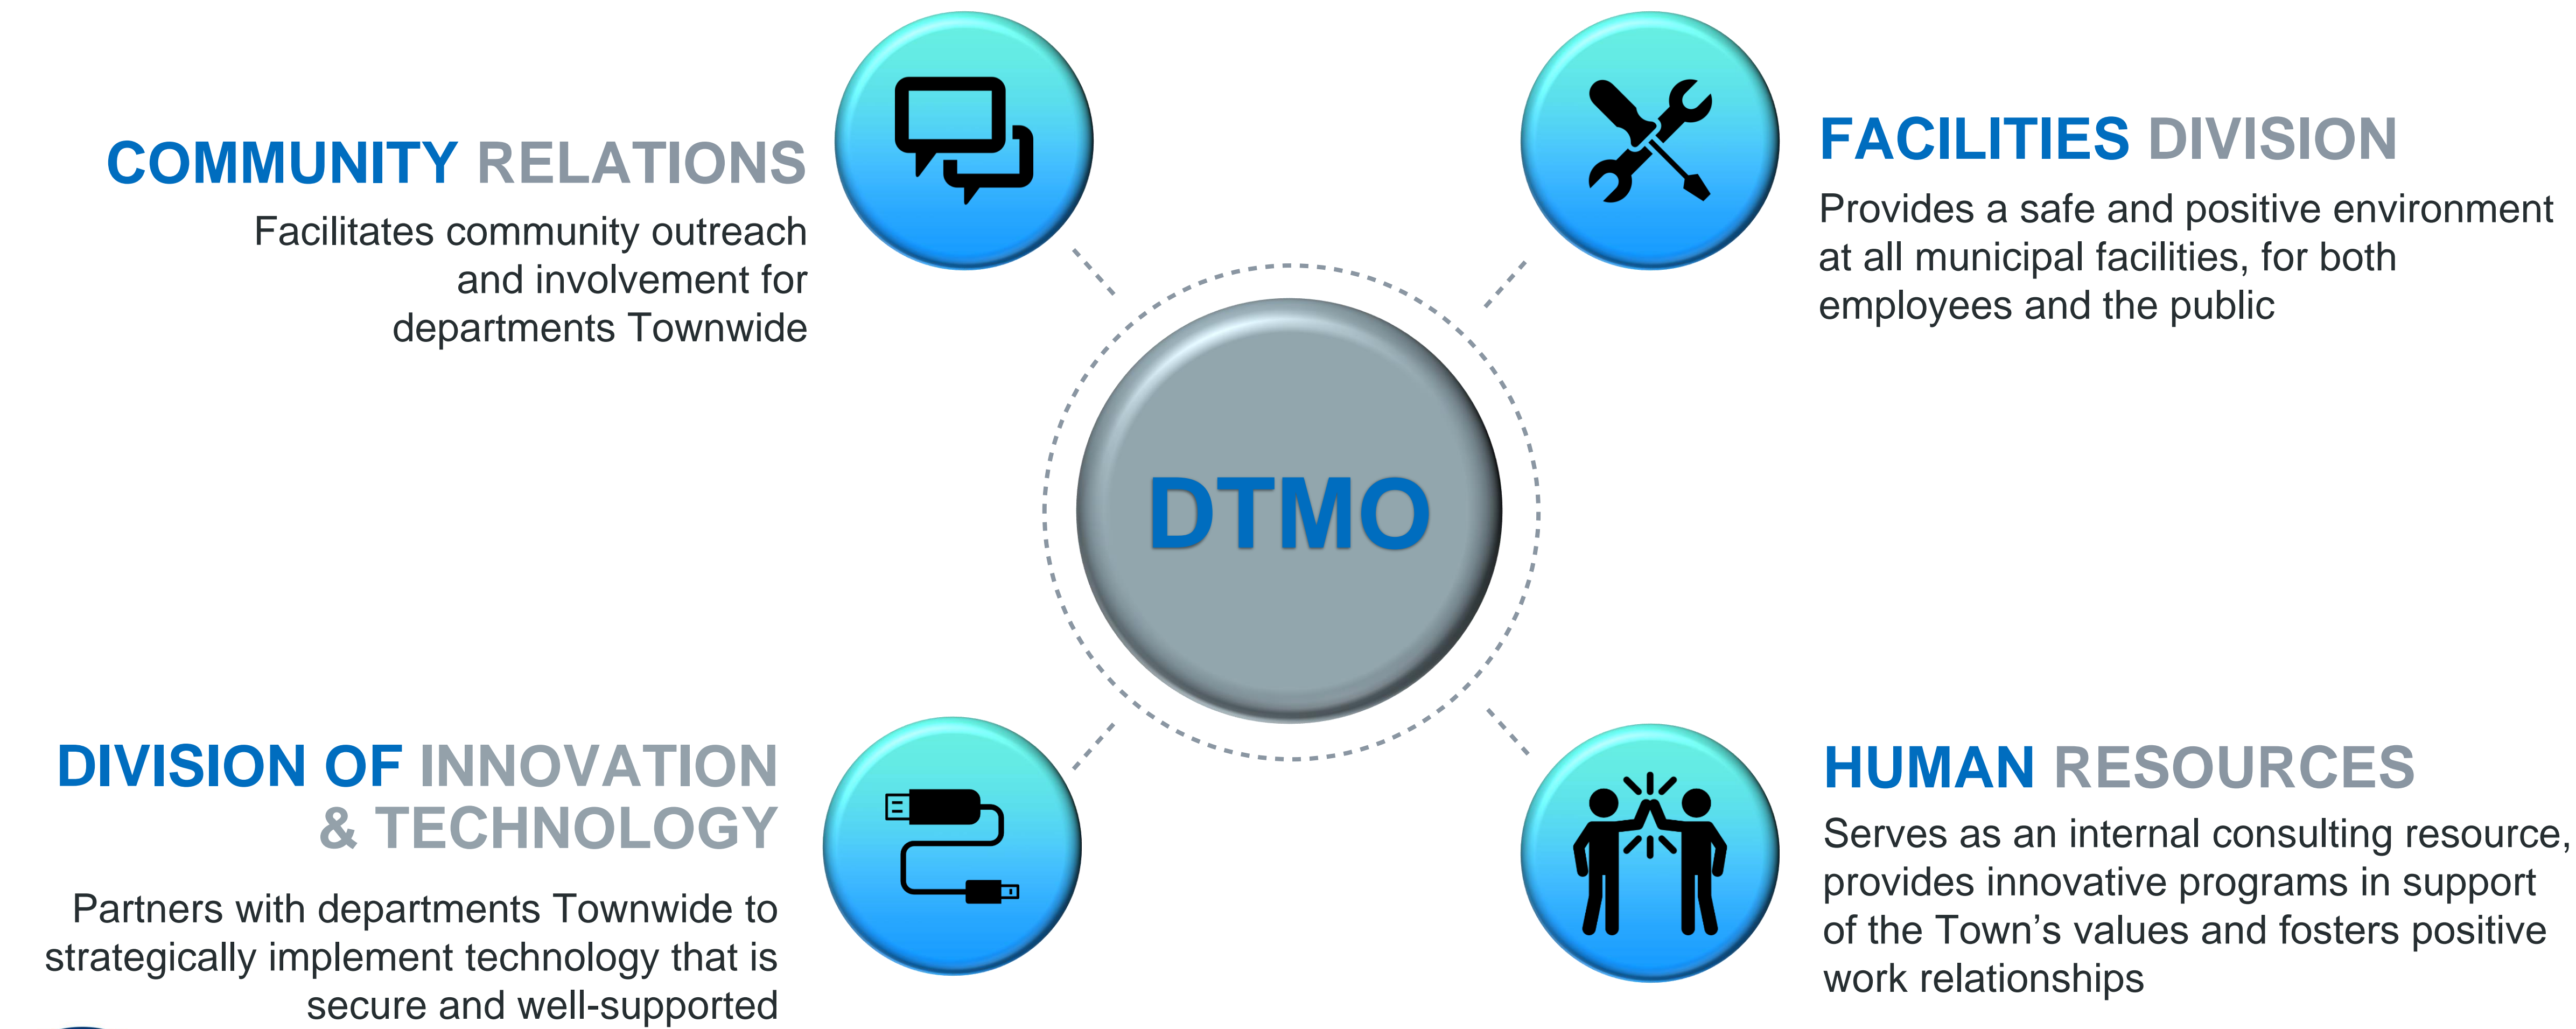 COMMUNITY RELATIONS
Facilitates community outreach
and involvement for
departments Townwide
FACILITIES DIVISION
Provides a safe and positive environment
at all municipal facilities, for both
employees and the public
DTMO
DIVISION OF INNOVATION
& TECHNOLOGY
Partners with departments Townwide to
strategically implement technology that is
secure and well-supported
HUMAN RESOURCES
Serves as an internal consulting resource,
provides innovative programs in support
of the Town’s values and fosters positive
work relationships